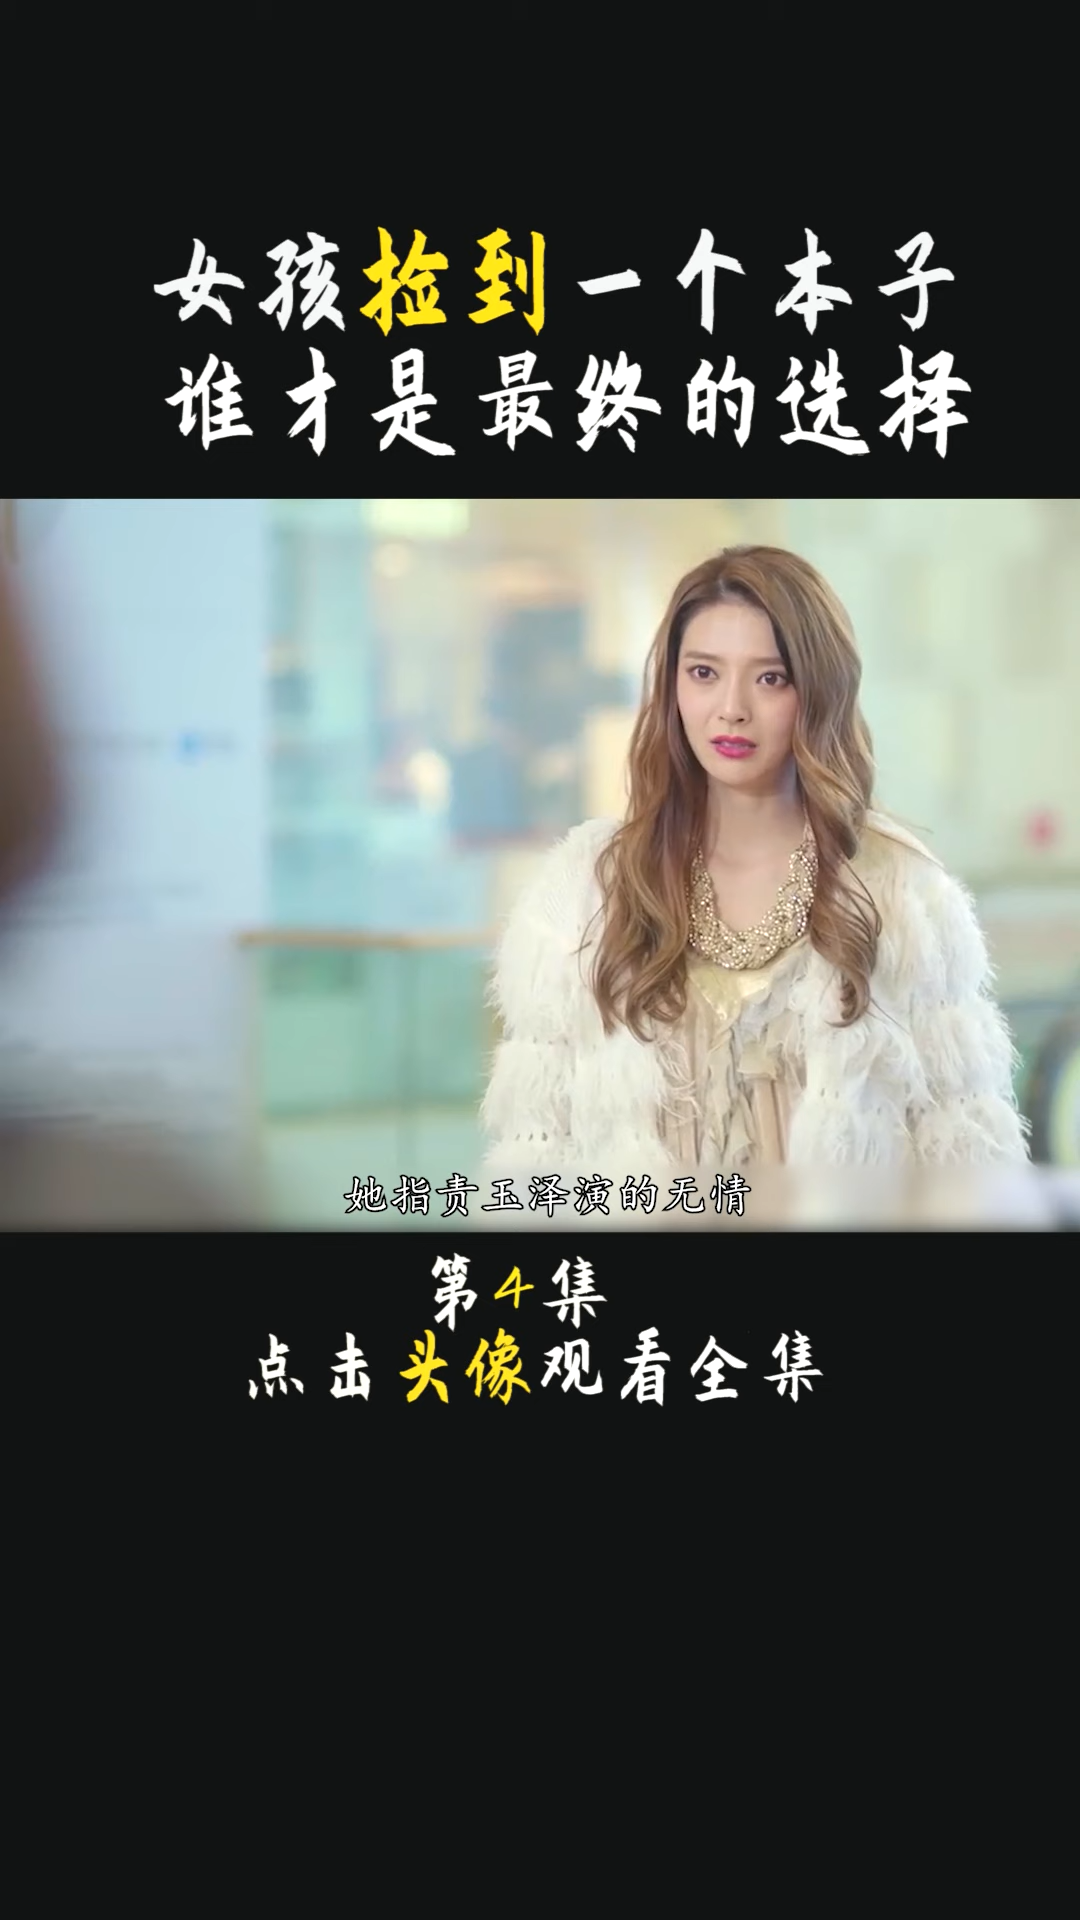 女孩捡到一个本子
谁才是最终的选择
她指责玉泽演的无情
第4集
点击头像观看全集